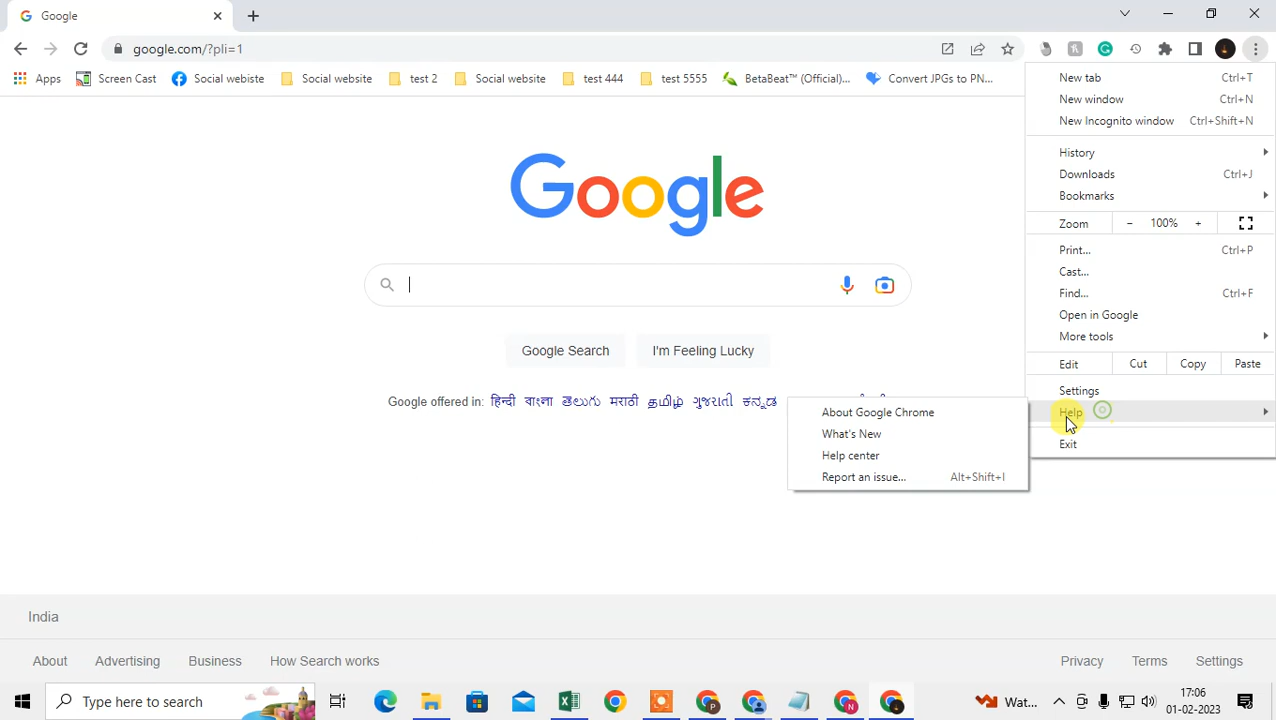 Google
google.com/?pli=1
Apps Screen Cast Social webiste Social website test 2 Social website test 444 test 5555 BetaBeat™ (Official)... Convert JPGs to PN...
New tab Ctrl+T
New window Ctrl+N
New Incognito window Ctrl+Shift+N
History
Downloads Ctrl+J
Bookmarks
Zoom - 100% +
Print... Ctrl+P
Cast...
Find... Ctrl+F
Open in Google
More tools
Edit Cut Copy Paste
Settings
Help
Exit
About Google Chrome
What's New
Help center
Report an issue... Alt+Shift+I
Google
Google Search I'm Feeling Lucky
Google offered in: हिन्दी বাংলা తెలుగు मराठी தமிழ் ગુજરાતી ಕನ್ನಡ
India
About Advertising Business How Search works
Privacy Terms Settings
Type here to search
Wat...
17:06
01-02-2023